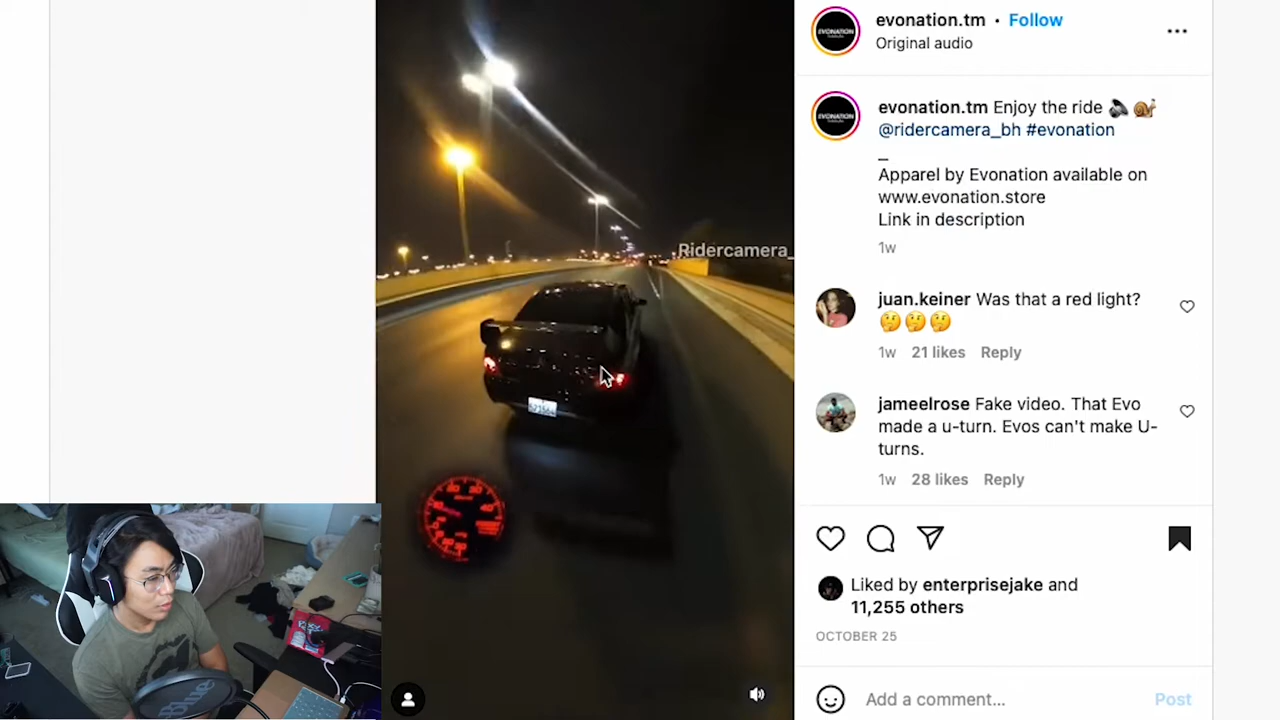 evonation.tm • Follow
Original audio
evonation.tm Enjoy the ride 🔊🐌
@ridercamera_bh #evonation
_
Apparel by Evonation available on
www.evonation.store
Link in description
1w
Ridercamera_
juan.keiner Was that a red light?
🤔🤔🤔
1w 21 likes Reply
jameelrose Fake video. That Evo
made a u-turn. Evos can't make U-
turns.
1w 28 likes Reply
Liked by enterprisejake and
11,255 others
OCTOBER 25
Add a comment... Post
Blue